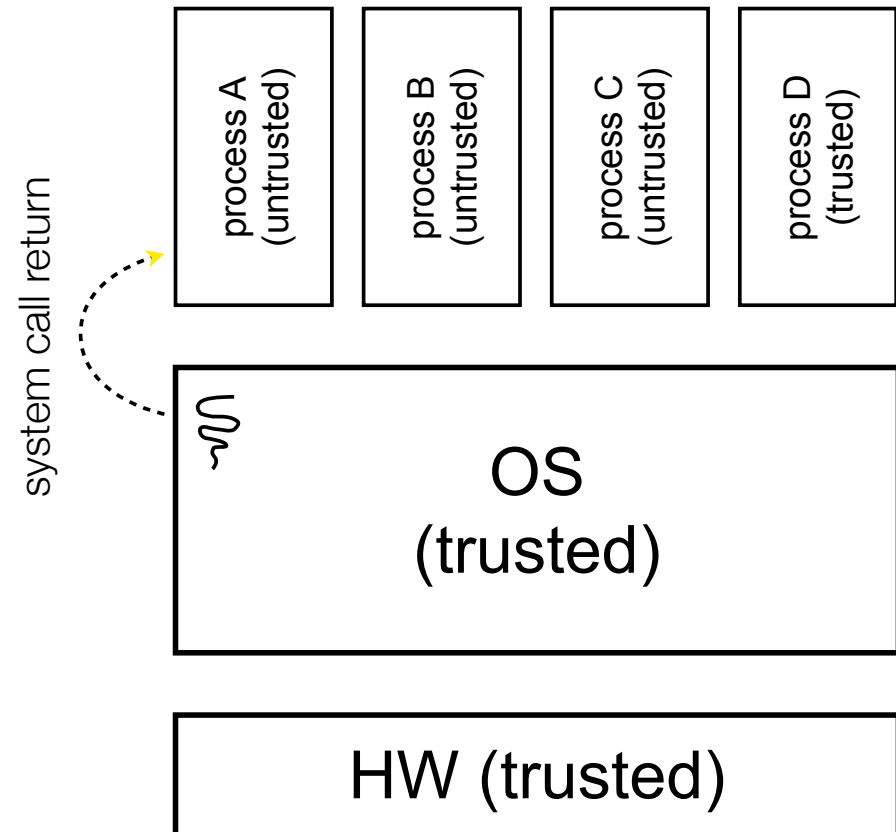 system call return
process A
(untrusted)
process B
(untrusted)
process C
(untrusted)
process D
(trusted)
OS
(trusted)
HW (trusted)